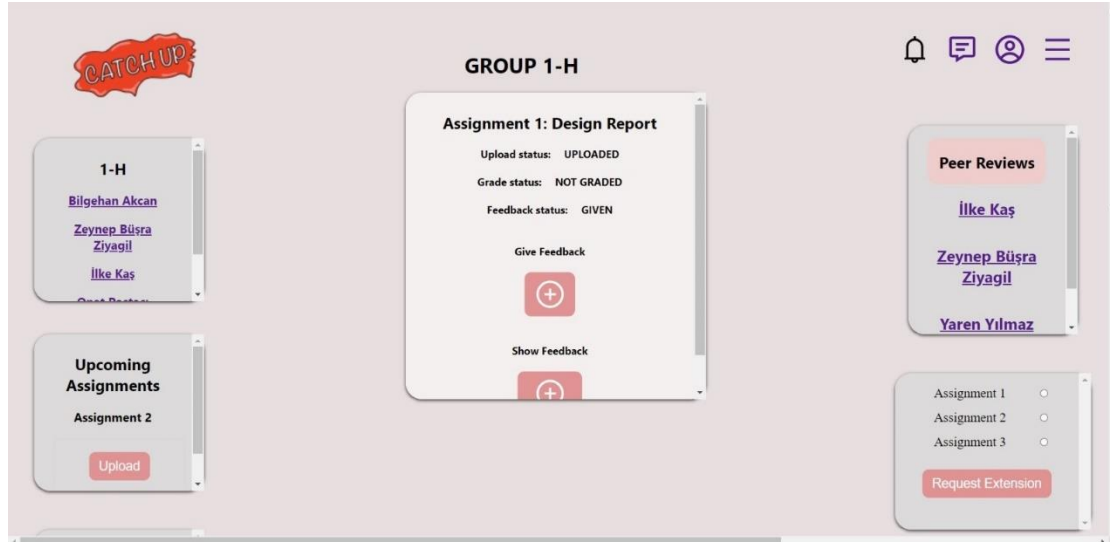 CATCH UP
GROUP 1-H
1-H
Bilgehan Akcan
Zeynep Büşra
Ziyagil
İlke Kaş
Upcoming
Assignments
Assignment 2
Upload
Assignment 1: Design Report
Upload status: UPLOADED
Grade status: NOT GRADED
Feedback status: GIVEN
Give Feedback
Show Feedback
Peer Reviews
İlke Kaş
Zeynep Büşra
Ziyagil
Yaren Yılmaz
Assignment 1
Assignment 2
Assignment 3
Request Extension